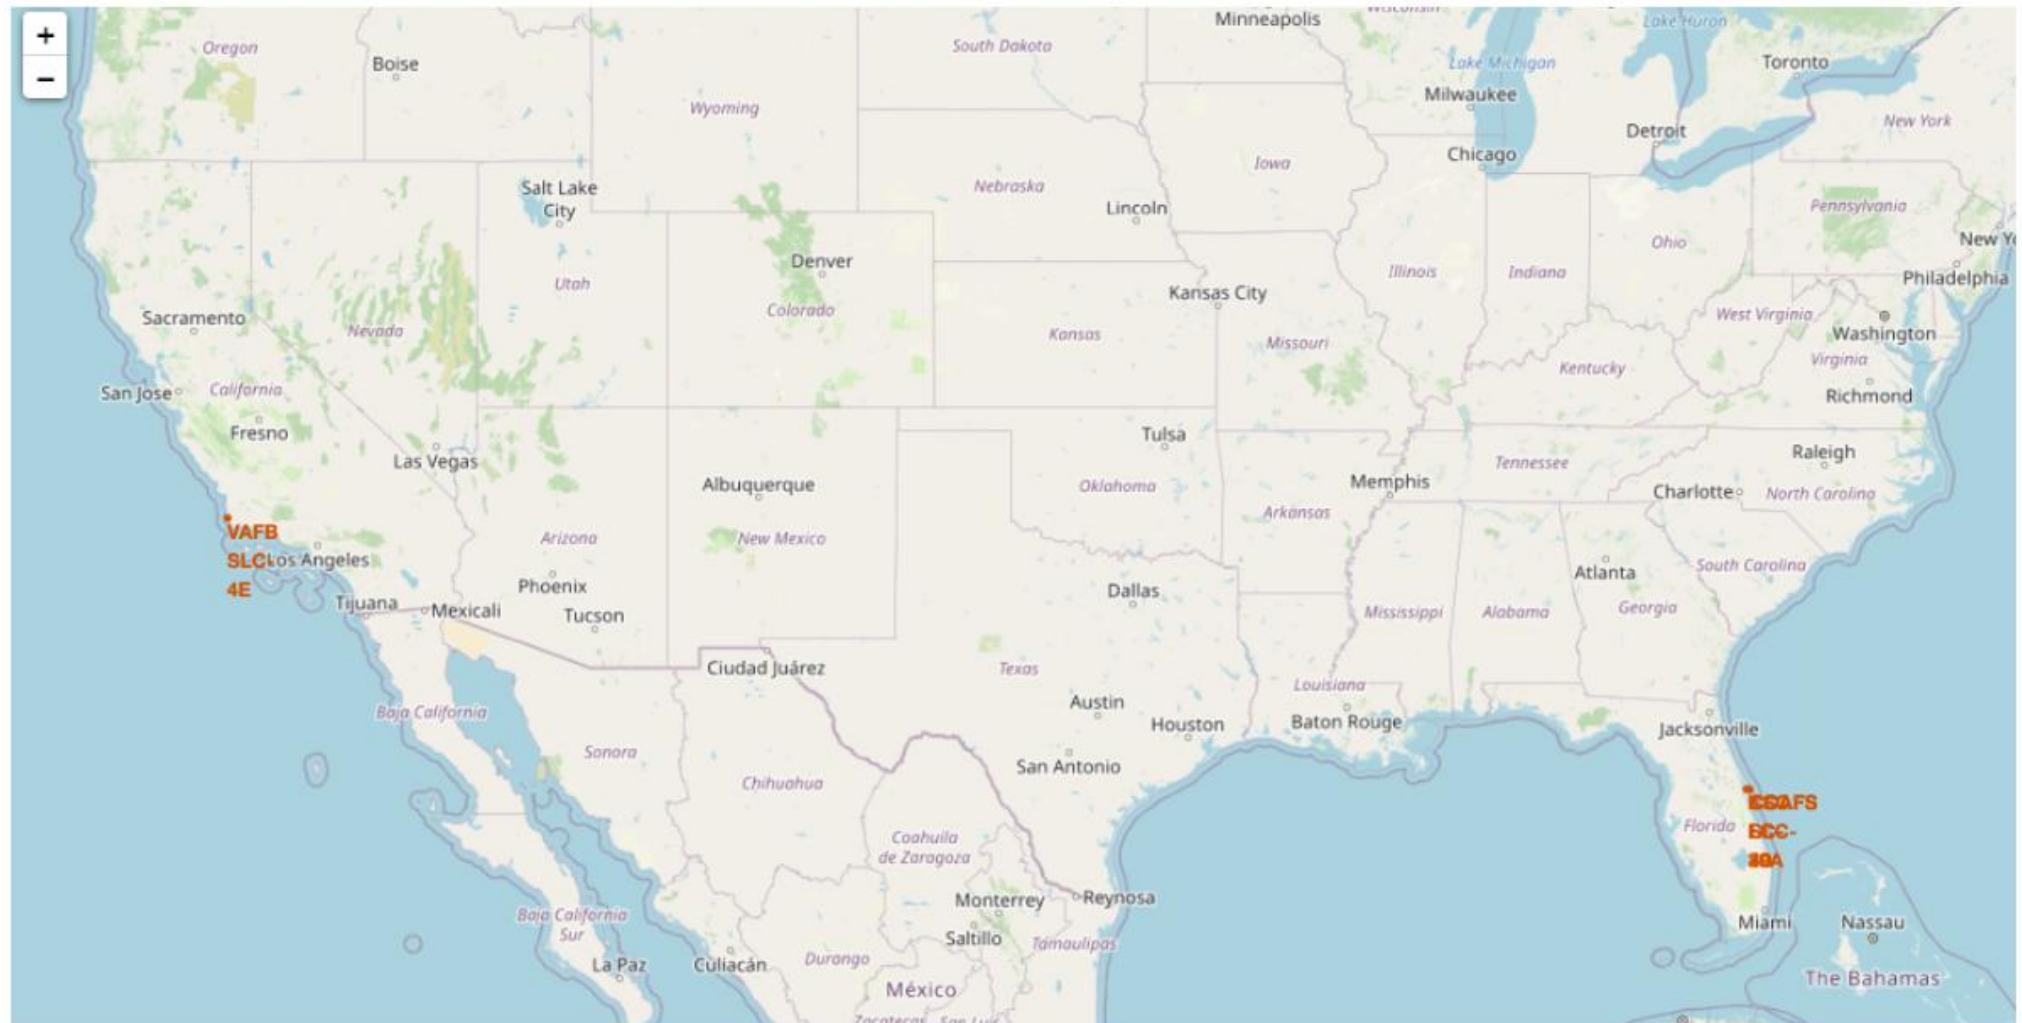 +
−
Oregon
Boise
South Dakota
Minneapolis
Wisconsin
Lake Huron
Toronto
Wyoming
Lake Michigan
Milwaukee
Detroit
New York
Chicago
Iowa
Salt Lake
City
Nebraska
Lincoln
Pennsylvania
Ohio
New Yo
Philadelphia
Denver
Utah
Colorado
Illinois
Indiana
Kansas City
Sacramento
Nevada
Kansas
Missouri
West Virginia
Washington
Virginia
Kentucky
San Jose
California
Richmond
Fresno
Las Vegas
Tulsa
Raleigh
Tennessee
Albuquerque
Oklahoma
Memphis
Charlotte
North Carolina
Arkansas
VAFB
SLC-
4E
Los Angeles
Arizona
New Mexico
Phoenix
Dallas
Atlanta
South Carolina
Tijuana
Mexicali
Tucson
Mississippi
Alabama
Georgia
Ciudad Juárez
Texas
Louisiana
Baja California
Austin
Houston
Baton Rouge
Jacksonville
Sonora
San Antonio
Chihuahua
Florida
Coahuila
de Zaragoza
Monterrey
Reynosa
Baja California
Sur
Saltillo
Tamaulipas
Miami
Nassau
La Paz
Culiacán
Durango
México
The Bahamas
Zacatecas
San Luis